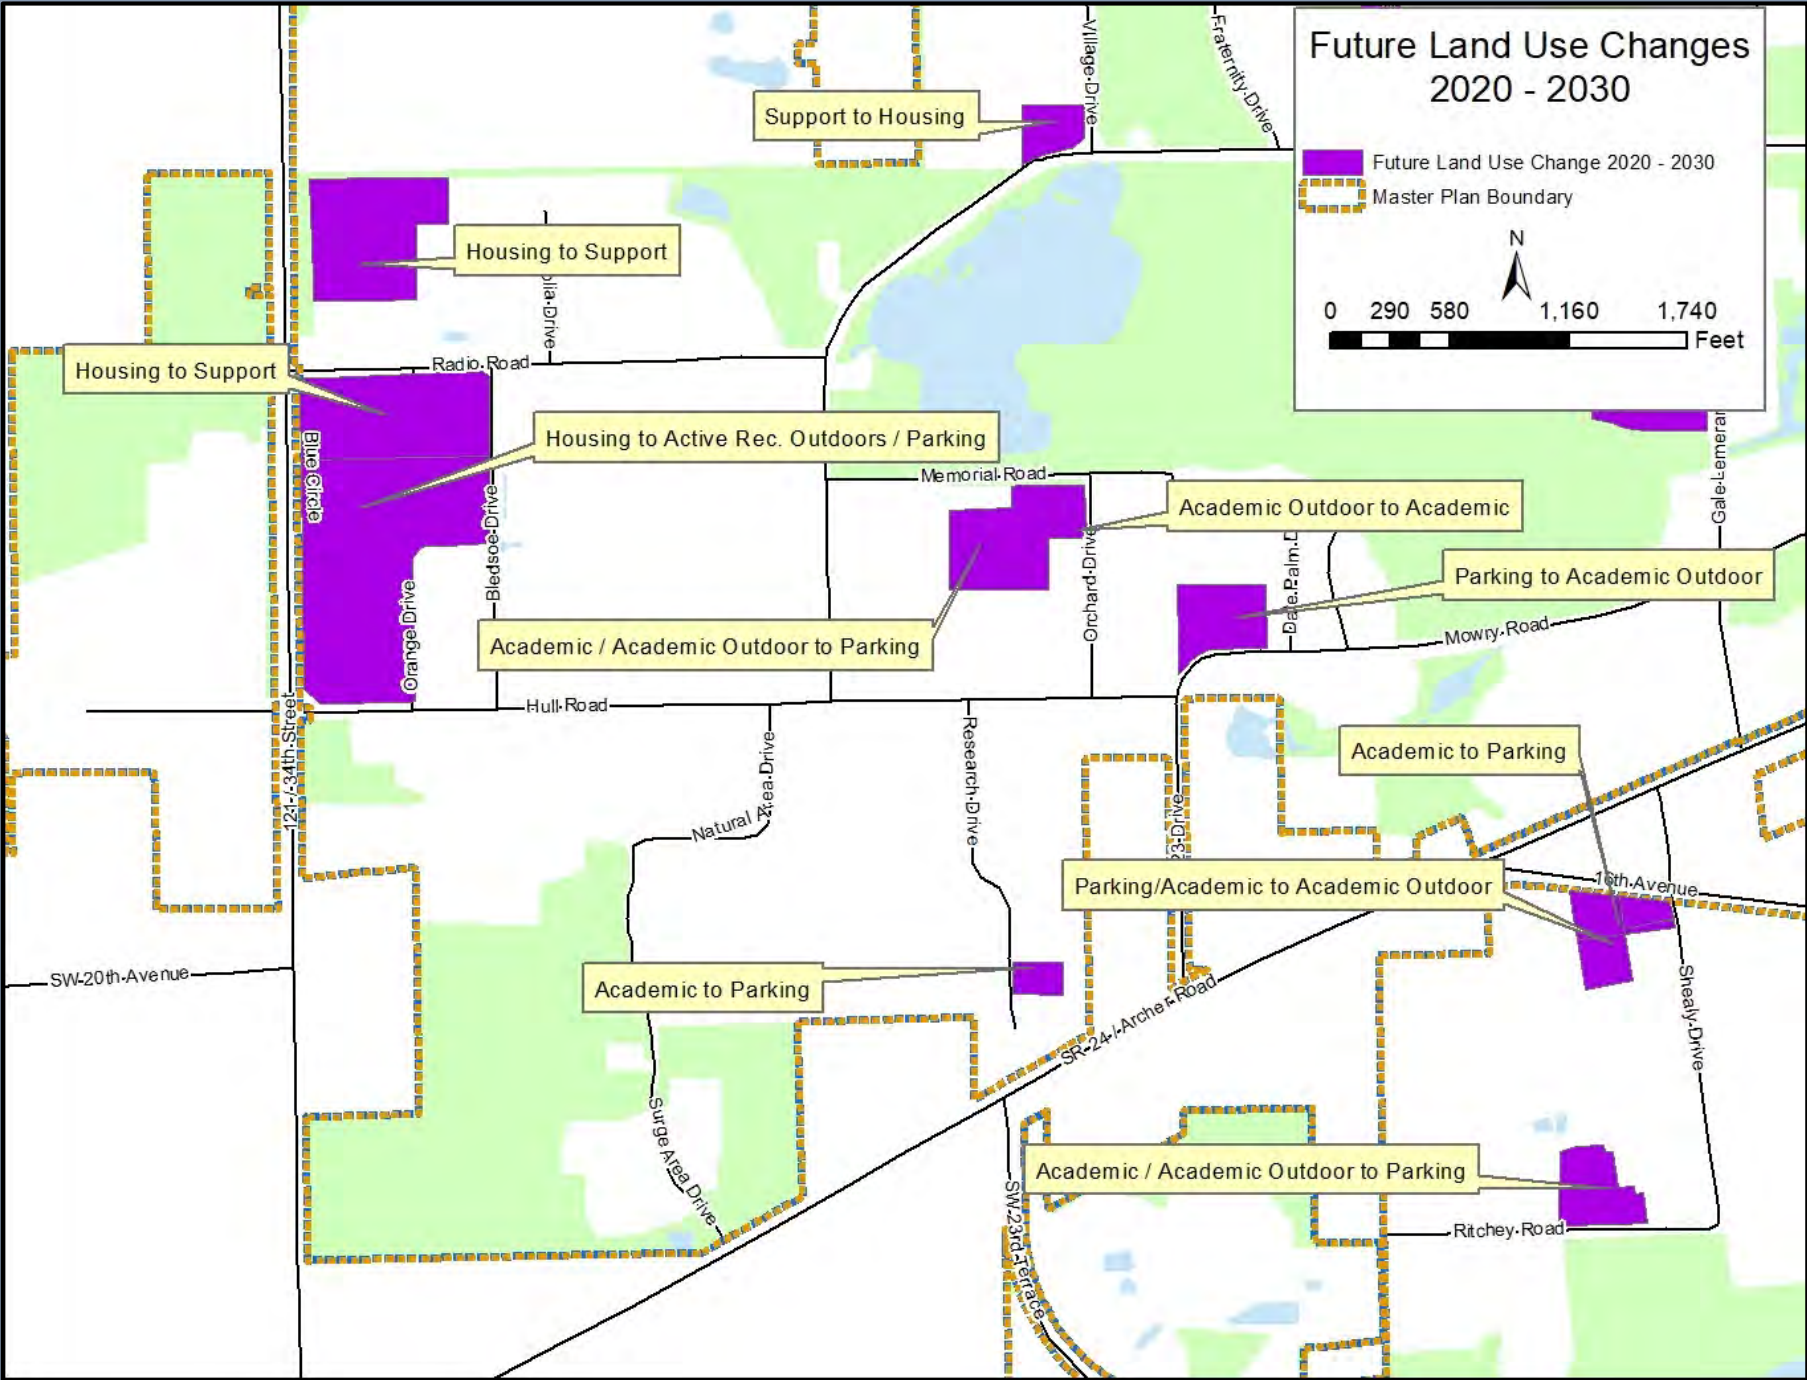 Future Land Use Changes
2020 - 2030
Future Land Use Change 2020 - 2030
Master Plan Boundary
N
0 290 580 1,160 1,740
Feet
Village Drive
Fraternity Drive
Support to Housing
Housing to Support
Radio Road
Housing to Support
Blue Circle
Housing to Active Rec. Outdoors / Parking
Bledsoe Drive
Orange Drive
Memorial Road
Academic Outdoor to Academic
Orchard Drive
Parking to Academic Outdoor
Mowry Road
Academic / Academic Outdoor to Parking
Hull Road
121 / 34th Street
Natural Area Drive
Research Drive
Academic to Parking
Parking/Academic to Academic Outdoor
16th Avenue
SW 20th Avenue
Academic to Parking
SR 24 / Archer Road
Shealy Drive
Surge Area Drive
SW 23rd Terrace
Academic / Academic Outdoor to Parking
Ritchey Road